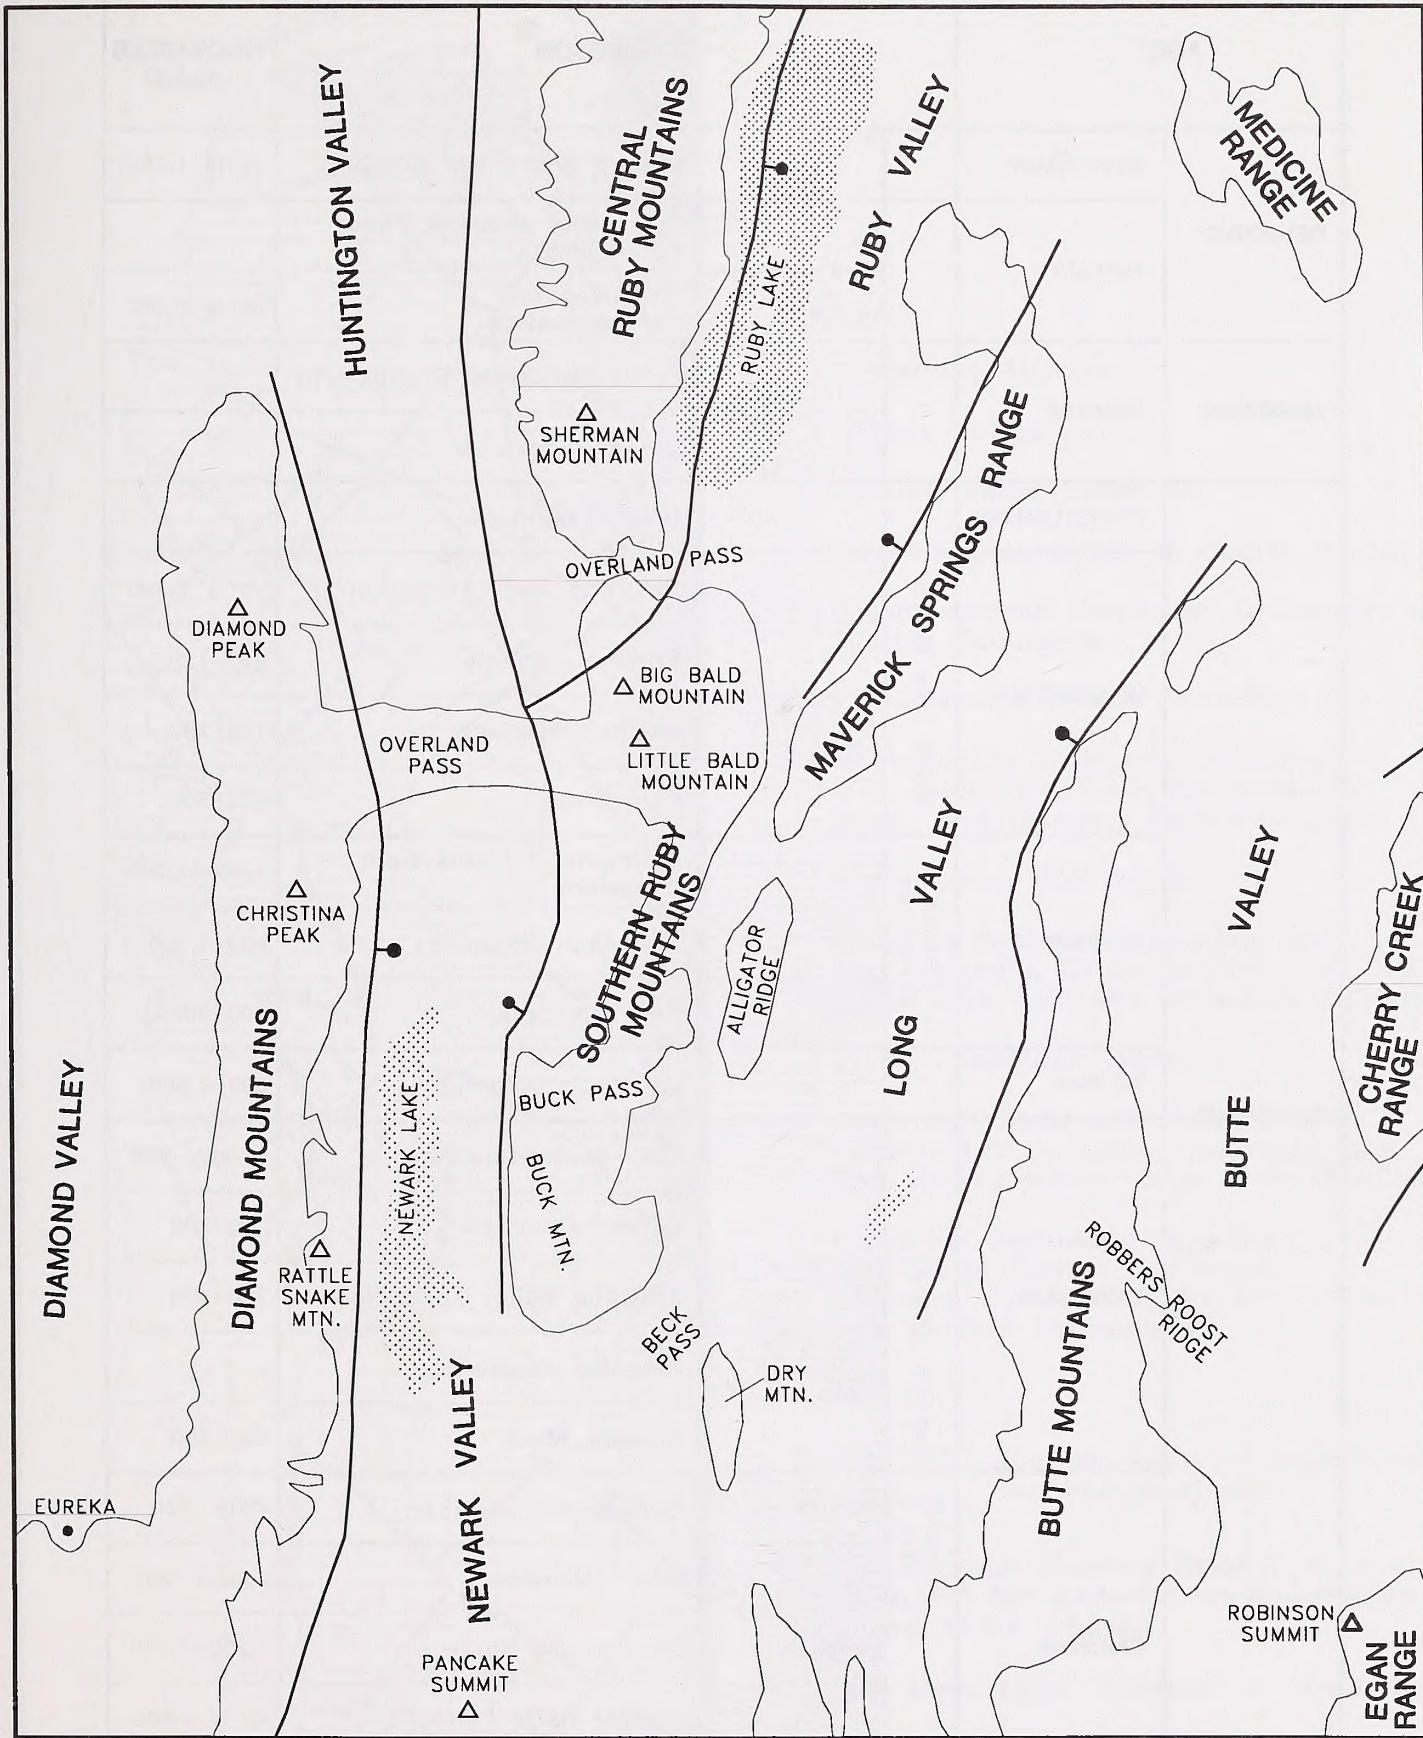 HUNTINGTON VALLEY
CENTRAL
RUBY MOUNTAINS
RUBY LAKE
RUBY VALLEY
MEDICINE
RANGE
SHERMAN
MOUNTAIN
OVERLAND PASS
MAVERICK SPRINGS RANGE
DIAMOND
PEAK
BIG BALD
MOUNTAIN
OVERLAND
PASS
LITTLE BALD
MOUNTAIN
CHRISTINA
PEAK
SOUTHERN RUBY
MOUNTAINS
ALLIGATOR
RIDGE
LONG VALLEY
BUTTE VALLEY
CHERRY CREEK
RANGE
DIAMOND VALLEY
DIAMOND MOUNTAINS
NEWARK LAKE
BUCK PASS
BUCK MTN.
RATTLE
SNAKE
MTN.
BECK
PASS
DRY
MTN.
ROBBERS ROOST
RIDGE
BUTTE MOUNTAINS
NEWARK VALLEY
EUREKA
PANCAKE
SUMMIT
ROBINSON
SUMMIT
EGAN
RANGE